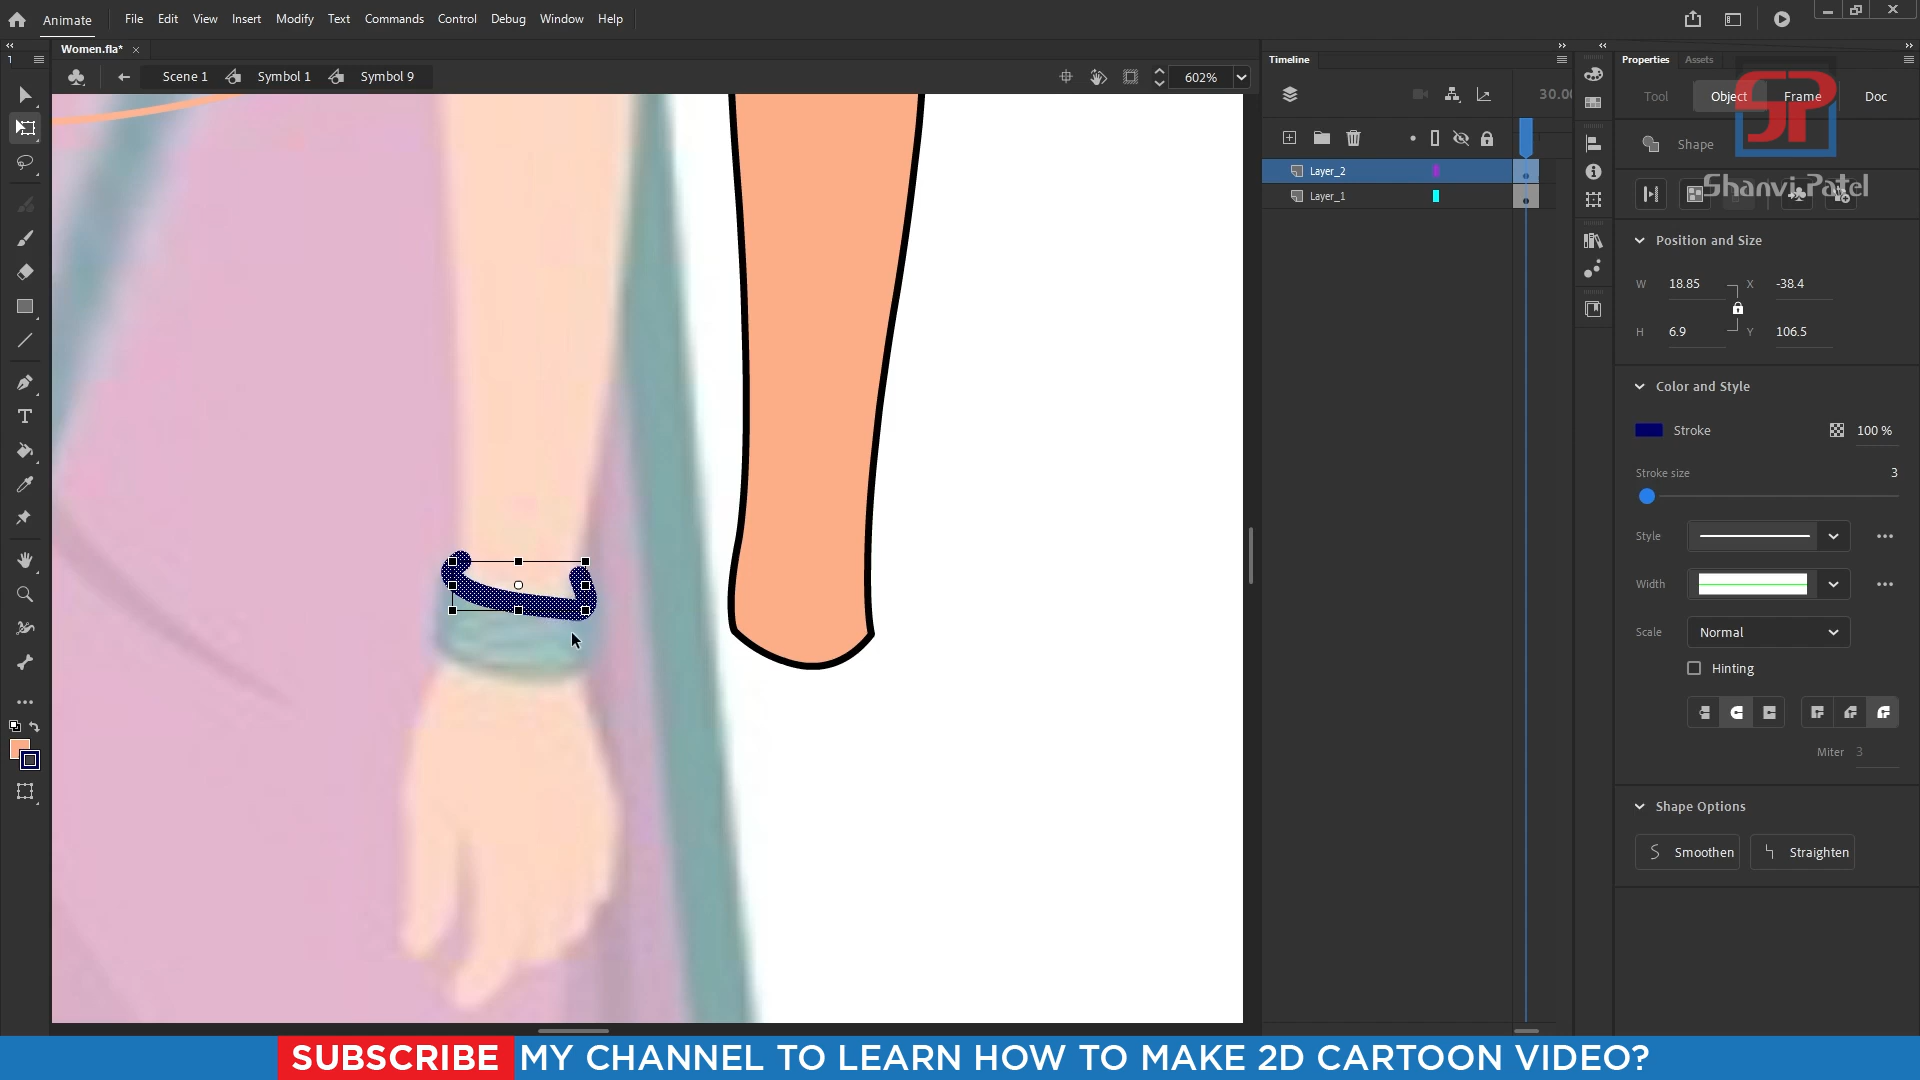 Animate
File Edit View Insert Modify Text Commands Control Debug Window Help
Women.fla*
Scene 1 Symbol 1 Symbol 9
602%
Timeline
30.00
Layer_2
Layer_1
Properties Assets
Tool Object Frame Doc
SP
Shape
Shanvi Patel
Position and Size
W 18.85 X -38.4
H 6.9 Y 106.5
Color and Style
Stroke 100 %
Stroke size 3
Style
Width
Scale Normal
Hinting
Miter 3
Shape Options
Smoothen Straighten
SUBSCRIBE MY CHANNEL TO LEARN HOW TO MAKE 2D CARTOON VIDEO?